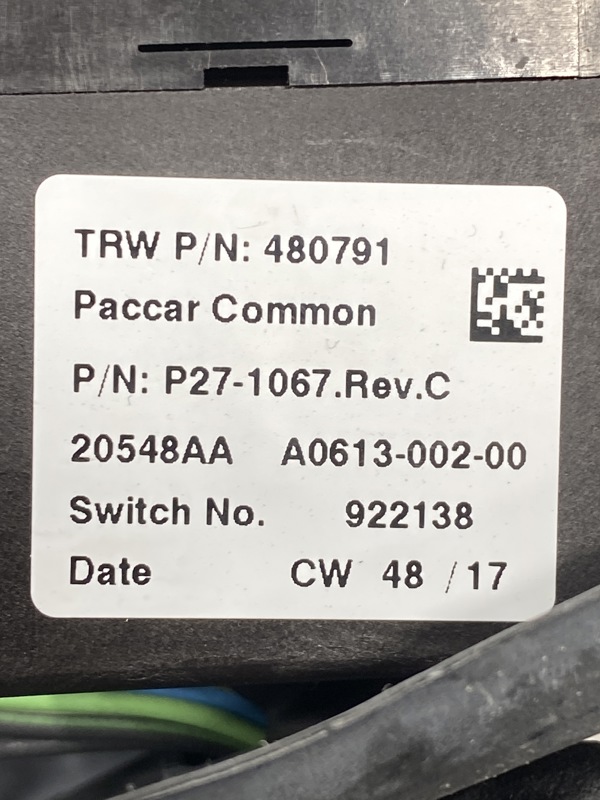 TRW P/N: 480791
Paccar Common
P/N: P27-1067.Rev.C
20548AA A0613-002-00
Switch No. 922138
Date CW 48 / 17